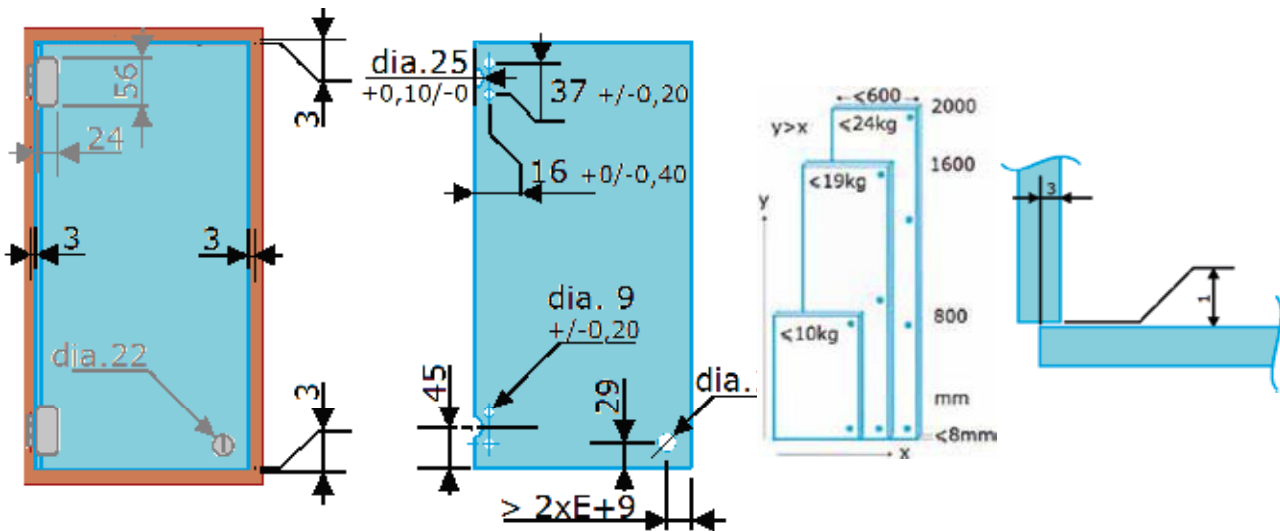 3
56
24
3
3
dia.22
3
dia.25
+0,10/-0
37 +/-0,20
16 +0/-0,40
dia. 9
+/-0,20
45
29
dia.
> 2xE+9
<600
2000
y>x
<24kg
1600
<19kg
y
800
<10kg
mm
<8mm
x
3
1